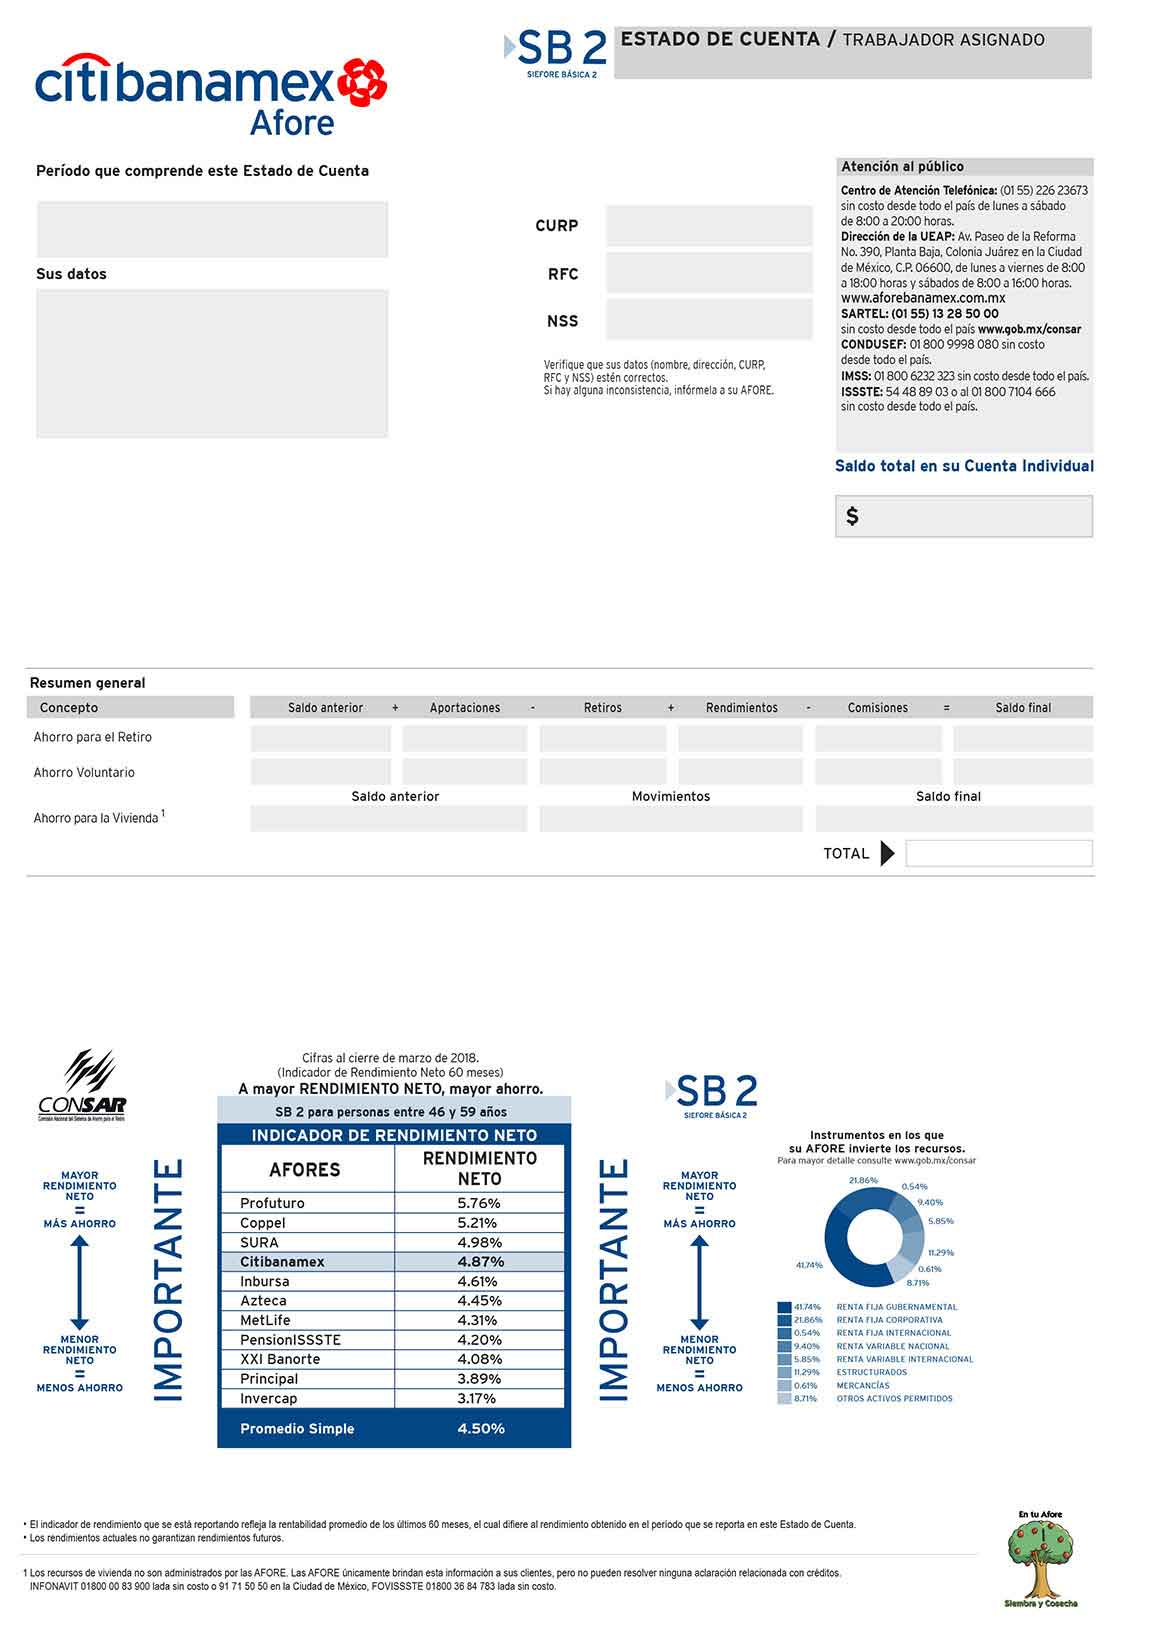 citibanamex
Afore
SB 2
SIEFORE BÁSICA 2
ESTADO DE CUENTA / TRABAJADOR ASIGNADO
Período que comprende este Estado de Cuenta
Sus datos
CURP
RFC
NSS
Verifique que sus datos (nombre, dirección, CURP,
RFC y NSS) estén correctos.
Si hay alguna inconsistencia, infórmela a su AFORE.
Atención al público
Centro de Atención Telefónica: (01 55) 226 23673
sin costo desde todo el país de lunes a sábado
de 8:00 a 20:00 horas.
Dirección de la UEAP: Av. Paseo de la Reforma
No. 390, Planta Baja, Colonia Juárez en la Ciudad
de México, C.P. 06600, de lunes a viernes de 8:00
a 18:00 horas y sábados de 8:00 a 16:00 horas.
www.aforebanamex.com.mx
SARTEL: (01 55) 13 28 50 00
sin costo desde todo el país www.gob.mx/consar
CONDUSEF: 01 800 9998 080 sin costo
desde todo el país.
IMSS: 01 800 6232 323 sin costo desde todo el país.
ISSSTE: 54 48 89 03 o al 01 800 7104 666
sin costo desde todo el país.
Saldo total en su Cuenta Individual
$
Resumen general
Concepto Saldo anterior + Aportaciones - Retiros + Rendimientos - Comisiones = Saldo final
Ahorro para el Retiro
Ahorro Voluntario
Saldo anterior Movimientos Saldo final
Ahorro para la Vivienda 1
TOTAL
CONSAR
Comisión Nacional del Sistema de Ahorro para el Retiro
MAYOR
RENDIMIENTO
NETO
=
MÁS AHORRO
MENOR
RENDIMIENTO
NETO
=
MENOS AHORRO
IMPORTANTE
Cifras al cierre de marzo de 2018.
(Indicador de Rendimiento Neto 60 meses)
A mayor RENDIMIENTO NETO, mayor ahorro.
SB 2 para personas entre 46 y 59 años
INDICADOR DE RENDIMIENTO NETO
AFORES RENDIMIENTO
NETO
Profuturo 5.76%
Coppel 5.21%
SURA 4.98%
Citibanamex 4.87%
Inbursa 4.61%
Azteca 4.45%
MetLife 4.31%
PensionISSSTE 4.20%
XXI Banorte 4.08%
Principal 3.89%
Invercap 3.17%
Promedio Simple 4.50%
IMPORTANTE
SB 2
SIEFORE BÁSICA 2
MAYOR
RENDIMIENTO
NETO
=
MÁS AHORRO
MENOR
RENDIMIENTO
NETO
=
MENOS AHORRO
Instrumentos en los que
su AFORE invierte los recursos.
Para mayor detalle consulte www.gob.mx/consar
21.86%
0.54%
9.40%
5.85%
11.29%
0.61%
8.71%
41.74%
41.74% RENTA FIJA GUBERNAMENTAL
21.86% RENTA FIJA CORPORATIVA
0.54% RENTA FIJA INTERNACIONAL
9.40% RENTA VARIABLE NACIONAL
5.85% RENTA VARIABLE INTERNACIONAL
11.29% ESTRUCTURADOS
0.61% MERCANCÍAS
8.71% OTROS ACTIVOS PERMITIDOS
• El indicador de rendimiento que se está reportando refleja la rentabilidad promedio de los últimos 60 meses, el cual difiere al rendimiento obtenido en el período que se reporta en este Estado de Cuenta.
• Los rendimientos actuales no garantizan rendimientos futuros.
1 Los recursos de vivienda no son administrados por las AFORE. Las AFORE únicamente brindan esta información a sus clientes, pero no pueden resolver ninguna aclaración relacionada con créditos.
INFONAVIT 01800 00 83 900 lada sin costo o 91 71 50 50 en la Ciudad de México, FOVISSSTE 01800 36 84 783 lada sin costo.
En tu Afore
Siembra y Cosecha